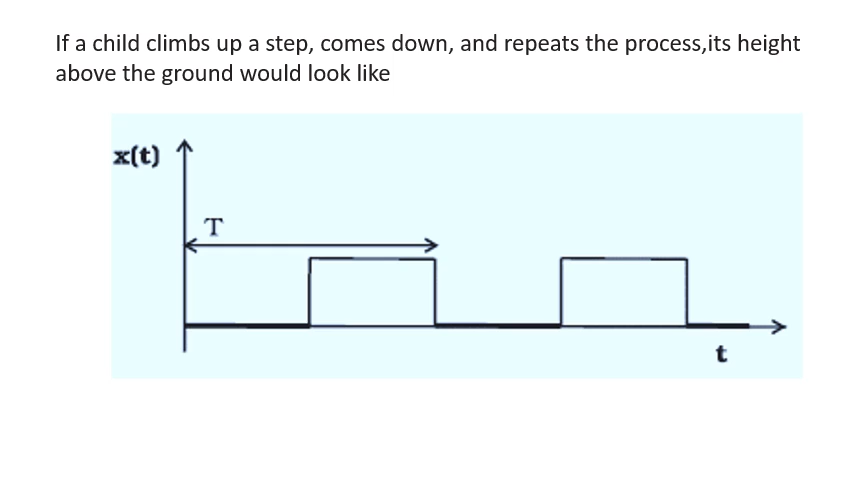 If a child climbs up a step, comes down, and repeats the process,its height
above the ground would look like
x(t)
T
t